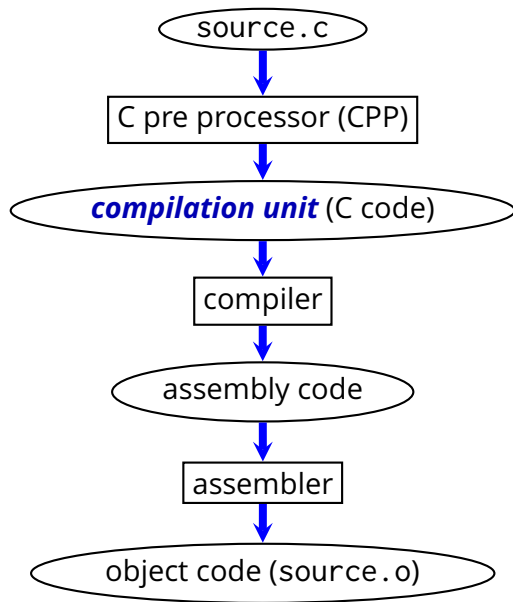 source.c
C pre processor (CPP)
compilation unit (C code)
compiler
assembly code
assembler
object code (source.o)